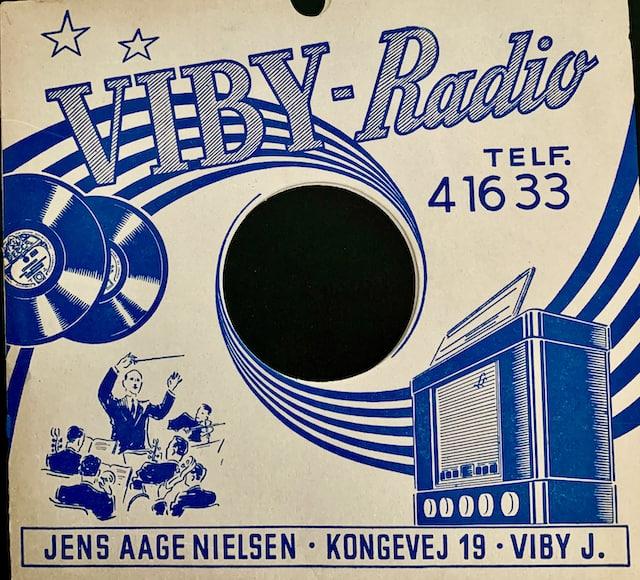 VIBY-Radio
TELF.
41633
JENS AAGE NIELSEN · KONGEVEJ 19 · VIBY J.